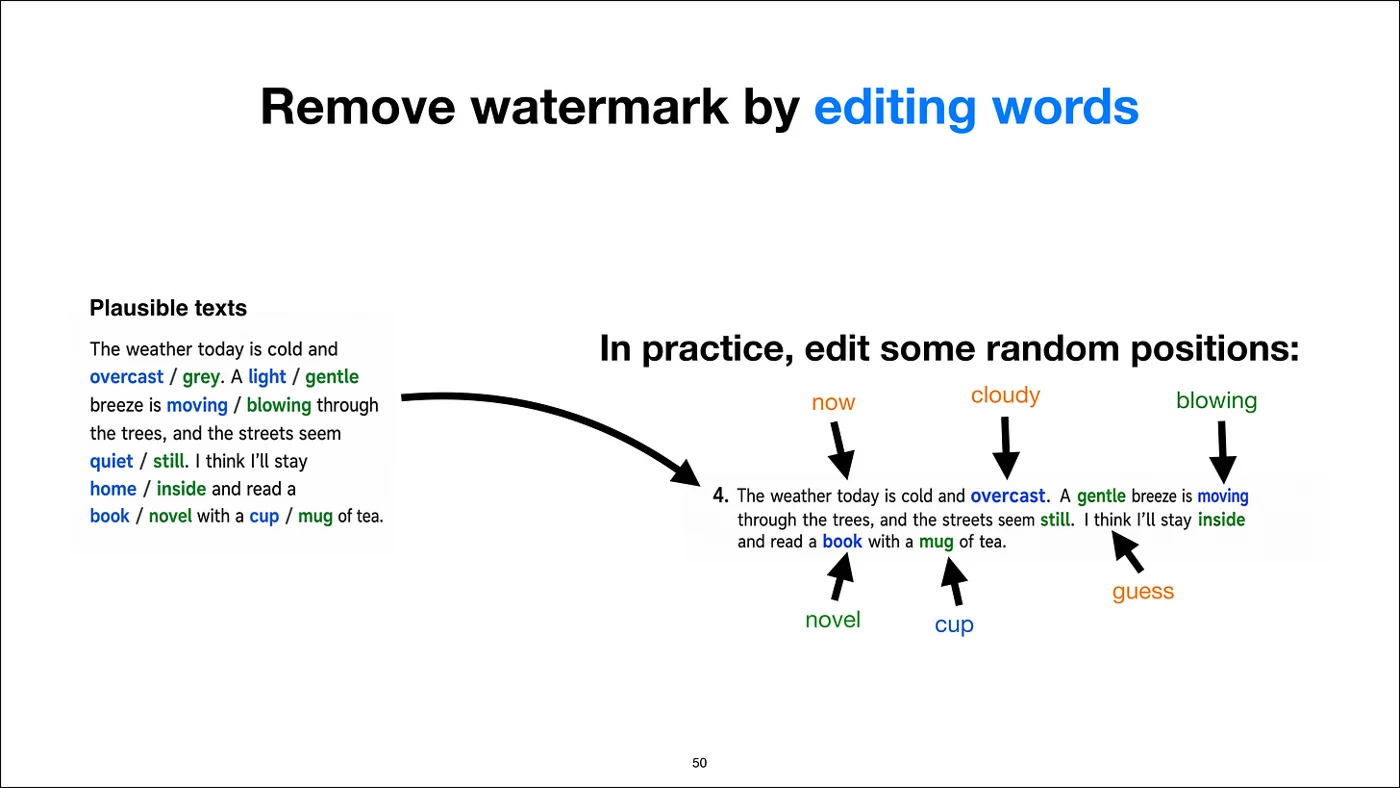 Remove watermark by editing words
Plausible texts
The weather today is cold and
overcast / grey. A light / gentle
breeze is moving / blowing through
the trees, and the streets seem
quiet / still. I think I'll stay
home / inside and read a
book / novel with a cup / mug of tea.
In practice, edit some random positions:
now
cloudy
blowing
4. The weather today is cold and overcast. A gentle breeze is moving
through the trees, and the streets seem still. I think I'll stay inside
and read a book with a mug of tea.
novel
cup
guess
50